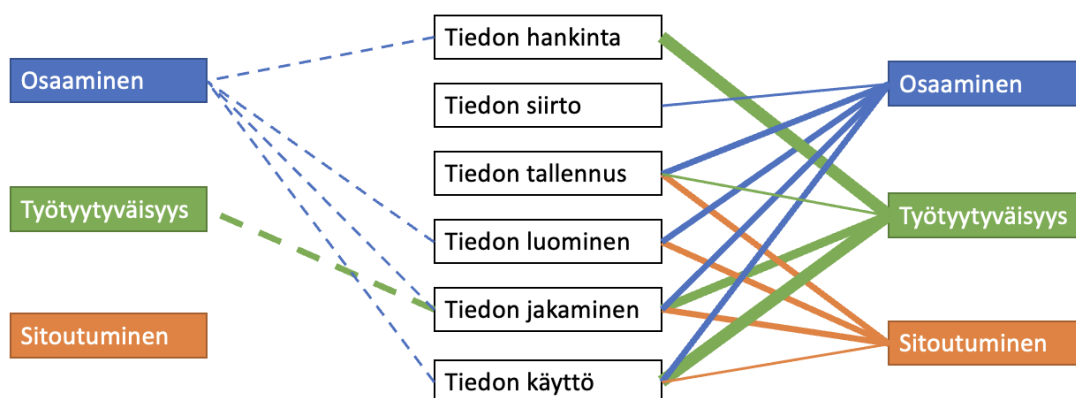 Osaaminen
Työtyytyväisyys
Sitoutuminen
Tiedon hankinta
Tiedon siirto
Tiedon tallennus
Tiedon luominen
Tiedon jakaminen
Tiedon käyttö
Osaaminen
Työtyytyväisyys
Sitoutuminen